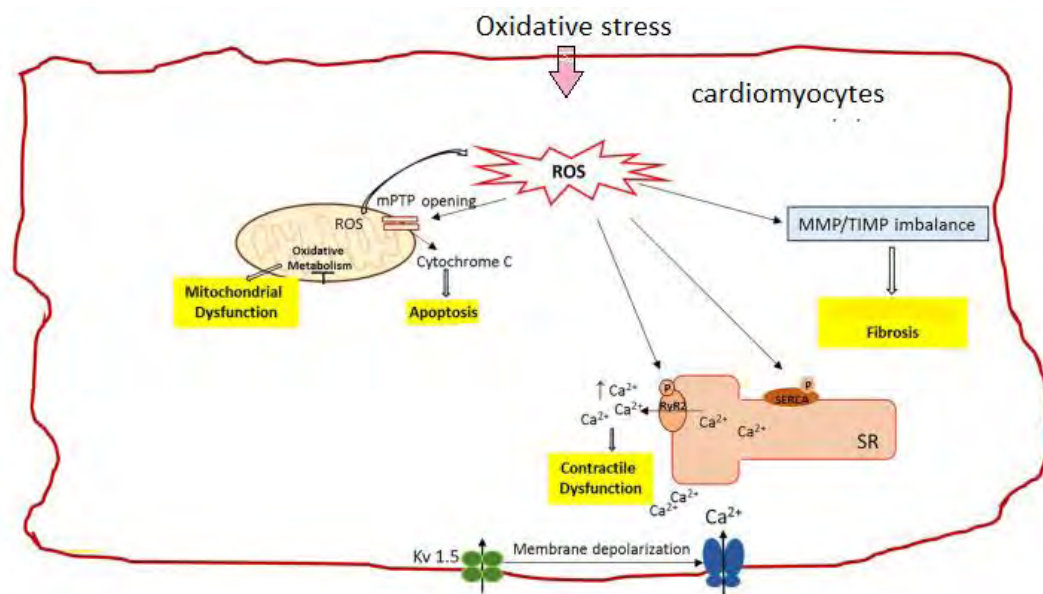 Oxidative stress
cardiomyocytes
ROS
mPTP opening
ROS
Oxidative
Metabolism
Cytochrome C
Mitochondrial
Dysfunction
Apoptosis
MMP/TIMP imbalance
Fibrosis
P
RyR2
↑ Ca²⁺
Ca²⁺ Ca²⁺
Ca²⁺
Ca²⁺
P
SERCA
SR
Contractile
Dysfunction
Ca²⁺
Ca²⁺
Ca²⁺
Kv 1.5
Membrane depolarization